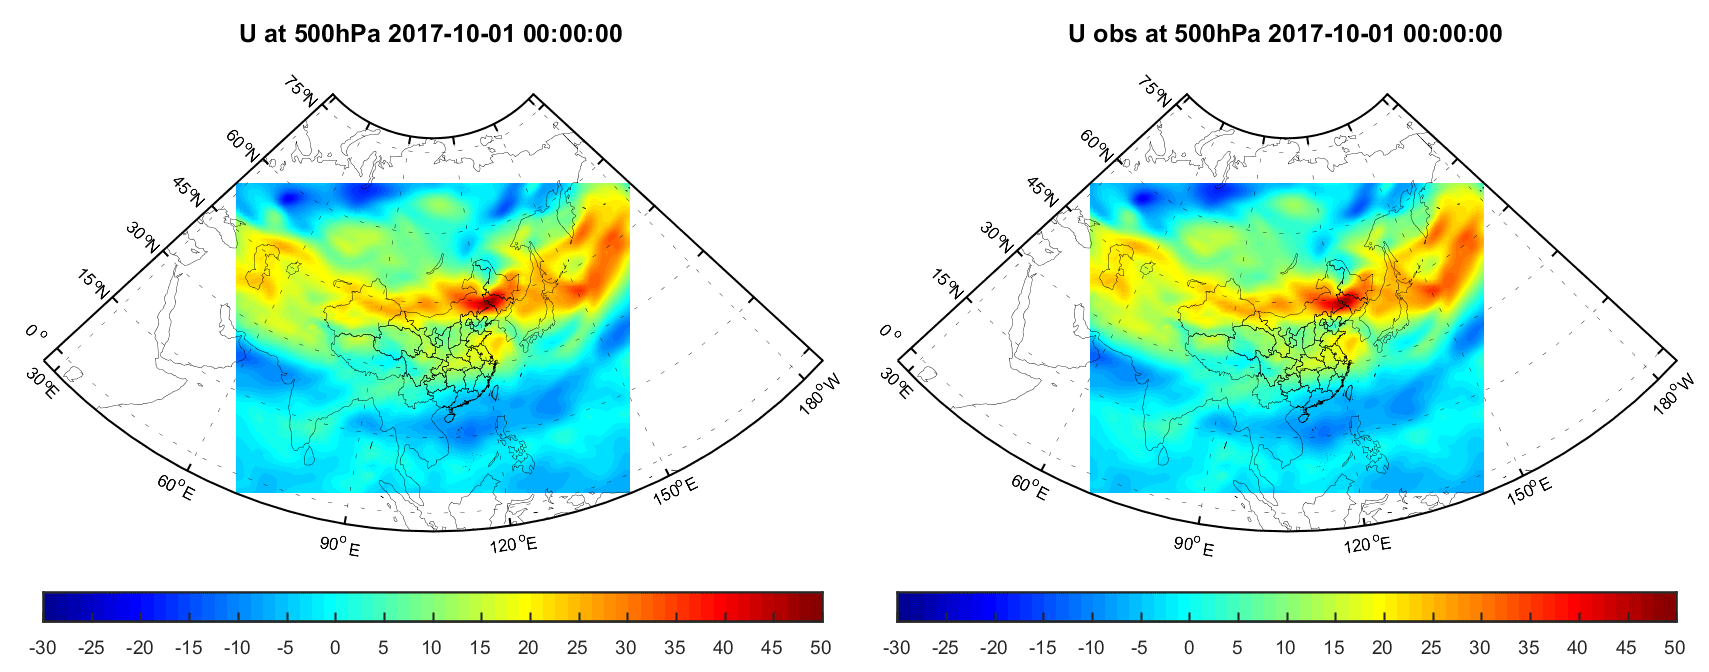 U at 500hPa 2017-10-01 00:00:00
75°N
60°N
45°N
30°N
15°N
0°
30°E
60°E
90°E
120°E
150°E
180°W
-30 -25 -20 -15 -10 -5 0 5 10 15 20 25 30 35 40 45 50
U obs at 500hPa 2017-10-01 00:00:00
75°N
60°N
45°N
30°N
15°N
0°
30°E
60°E
90°E
120°E
150°E
180°W
-30 -25 -20 -15 -10 -5 0 5 10 15 20 25 30 35 40 45 50